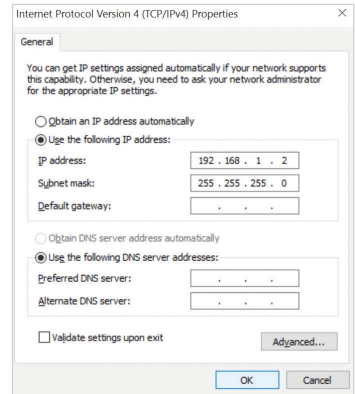 Internet Protocol Version 4 (TCP/IPv4) Properties
General
You can get IP settings assigned automatically if your network supports
this capability. Otherwise, you need to ask your network administrator
for the appropriate IP settings.
Obtain an IP address automatically
Use the following IP address:
IP address: 192 . 168 . 1 . 2
Subnet mask: 255 . 255 . 255 . 0
Default gateway: . . .
Obtain DNS server address automatically
Use the following DNS server addresses:
Preferred DNS server: . . .
Alternate DNS server: . . .
Validate settings upon exit
Advanced...
OK Cancel